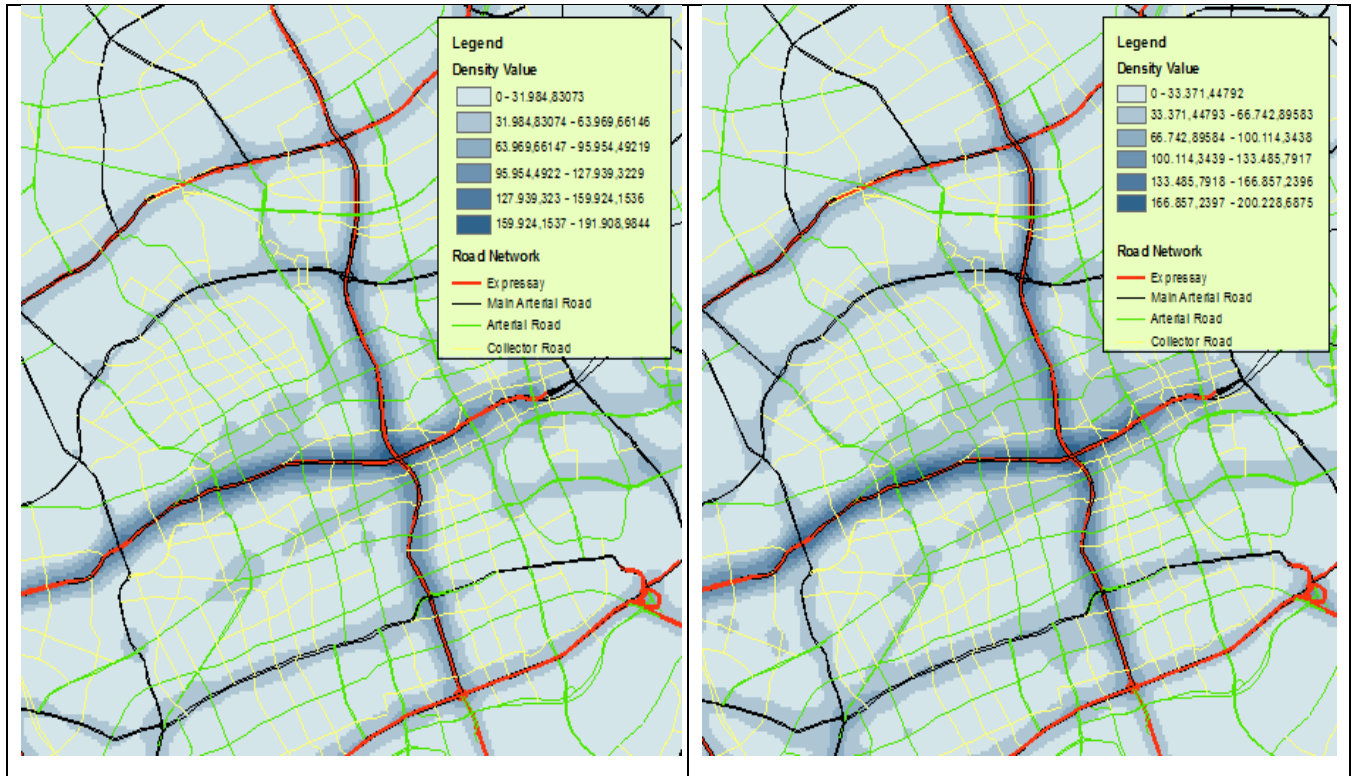 Legend
Density Value
0 - 31.984,83073
31.984,83074 - 63.969,66146
63.969,66147 - 95.954,49219
95.954,4922 - 127.939,3229
127.939,323 - 159.924,1536
159.924,1537 - 191.908,9844
Road Network
Expressay
Main Arterial Road
Arterial Road
Collector Road
Legend
Density Value
0 - 33.371,44792
33.371,44793 - 66.742,89583
66.742,89584 - 100.114,3438
100.114,3439 - 133.485,7917
133.485,7918 - 166.857,2396
166.857,2397 - 200.228,6875
Road Network
Expressay
Main Arterial Road
Arterial Road
Collector Road